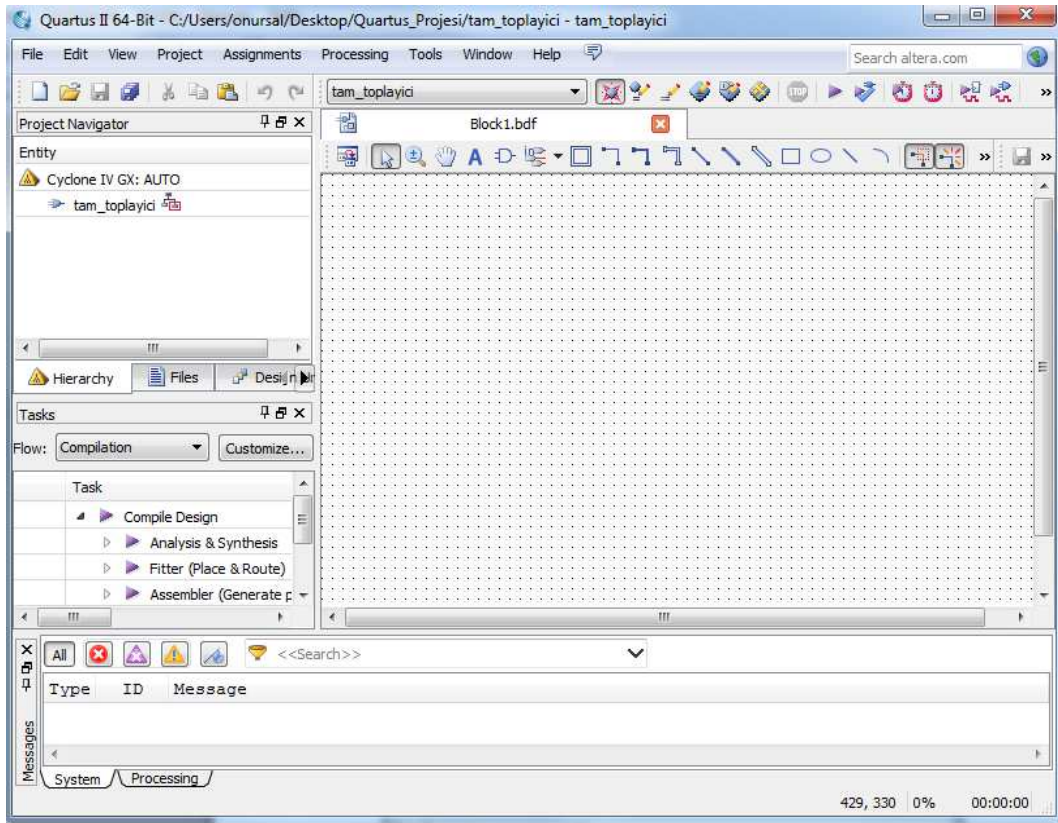 Quartus II 64-Bit - C:/Users/onursal/Desktop/Quartus_Projesi/tam_toplayici - tam_toplayici
File Edit View Project Assignments Processing Tools Window Help
Search altera.com
tam_toplayici
STOP
Project Navigator
Block1.bdf
Entity
Cyclone IV GX: AUTO
tam_toplayici
Hierarchy Files
Tasks
Flow: Compilation Customize...
Task
Compile Design
Analysis & Synthesis
Fitter (Place & Route)
Assembler (Generate p
All <<Search>>
Type ID Message
Messages
System Processing
429, 330 0% 00:00:00